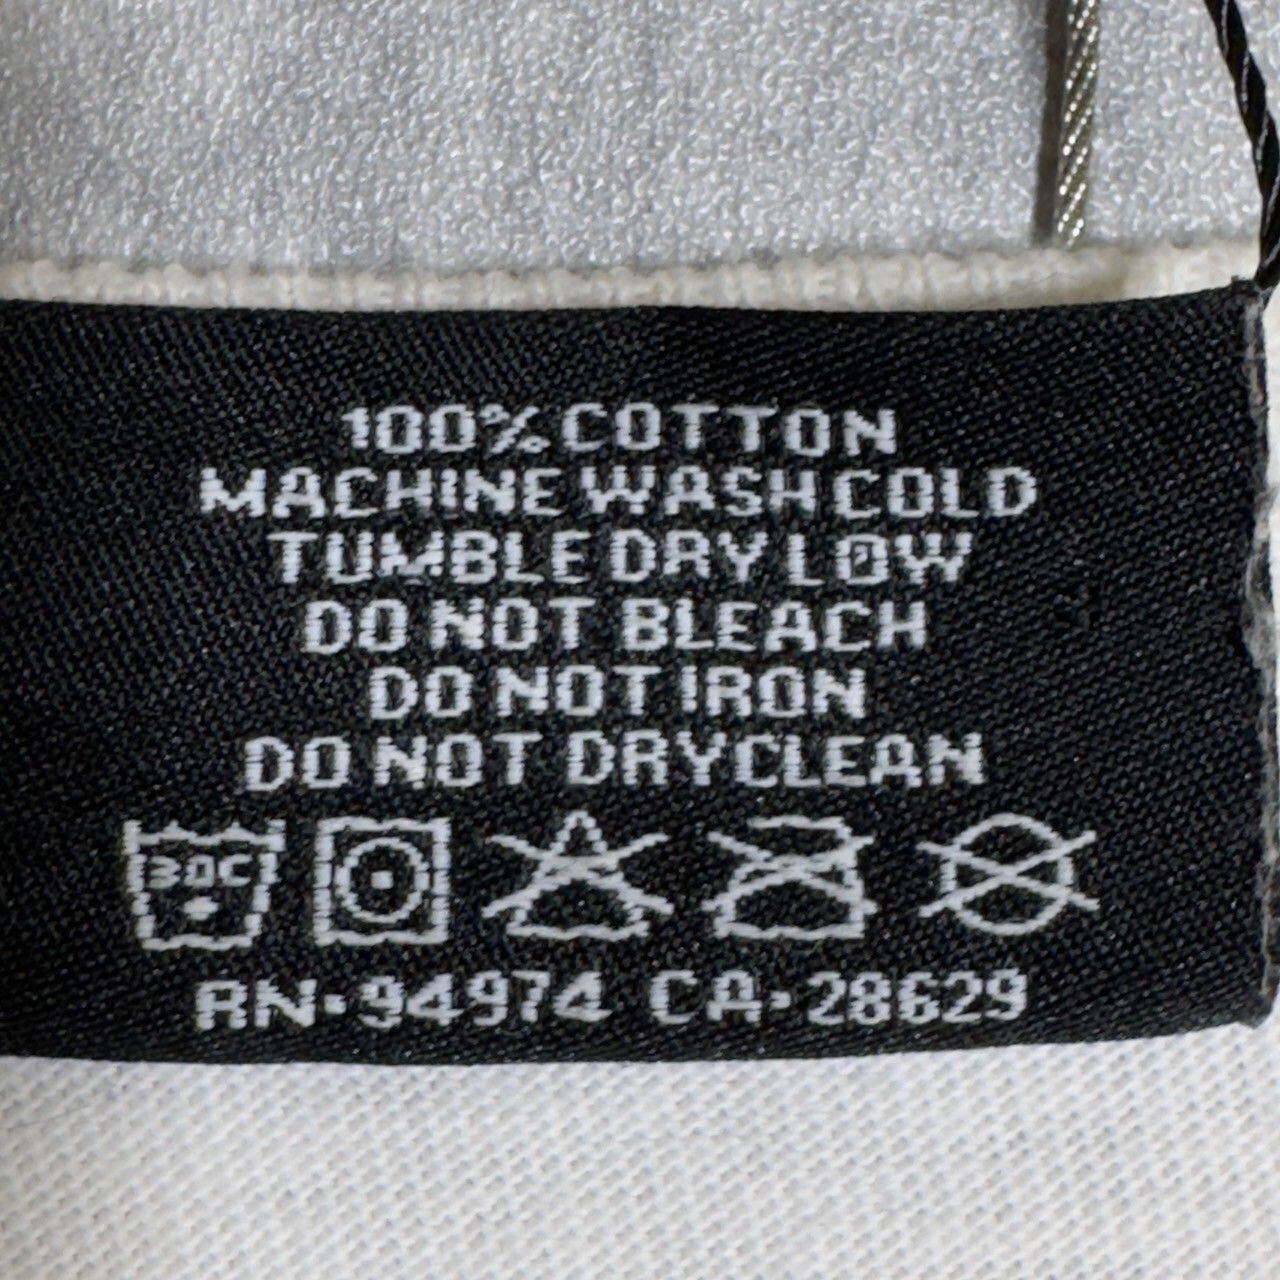 100% COTTON
MACHINE WASH COLD
TUMBLE DRY LOW
DO NOT BLEACH
DO NOT IRON
DO NOT DRYCLEAN
30C
RN·94974 CA·28629